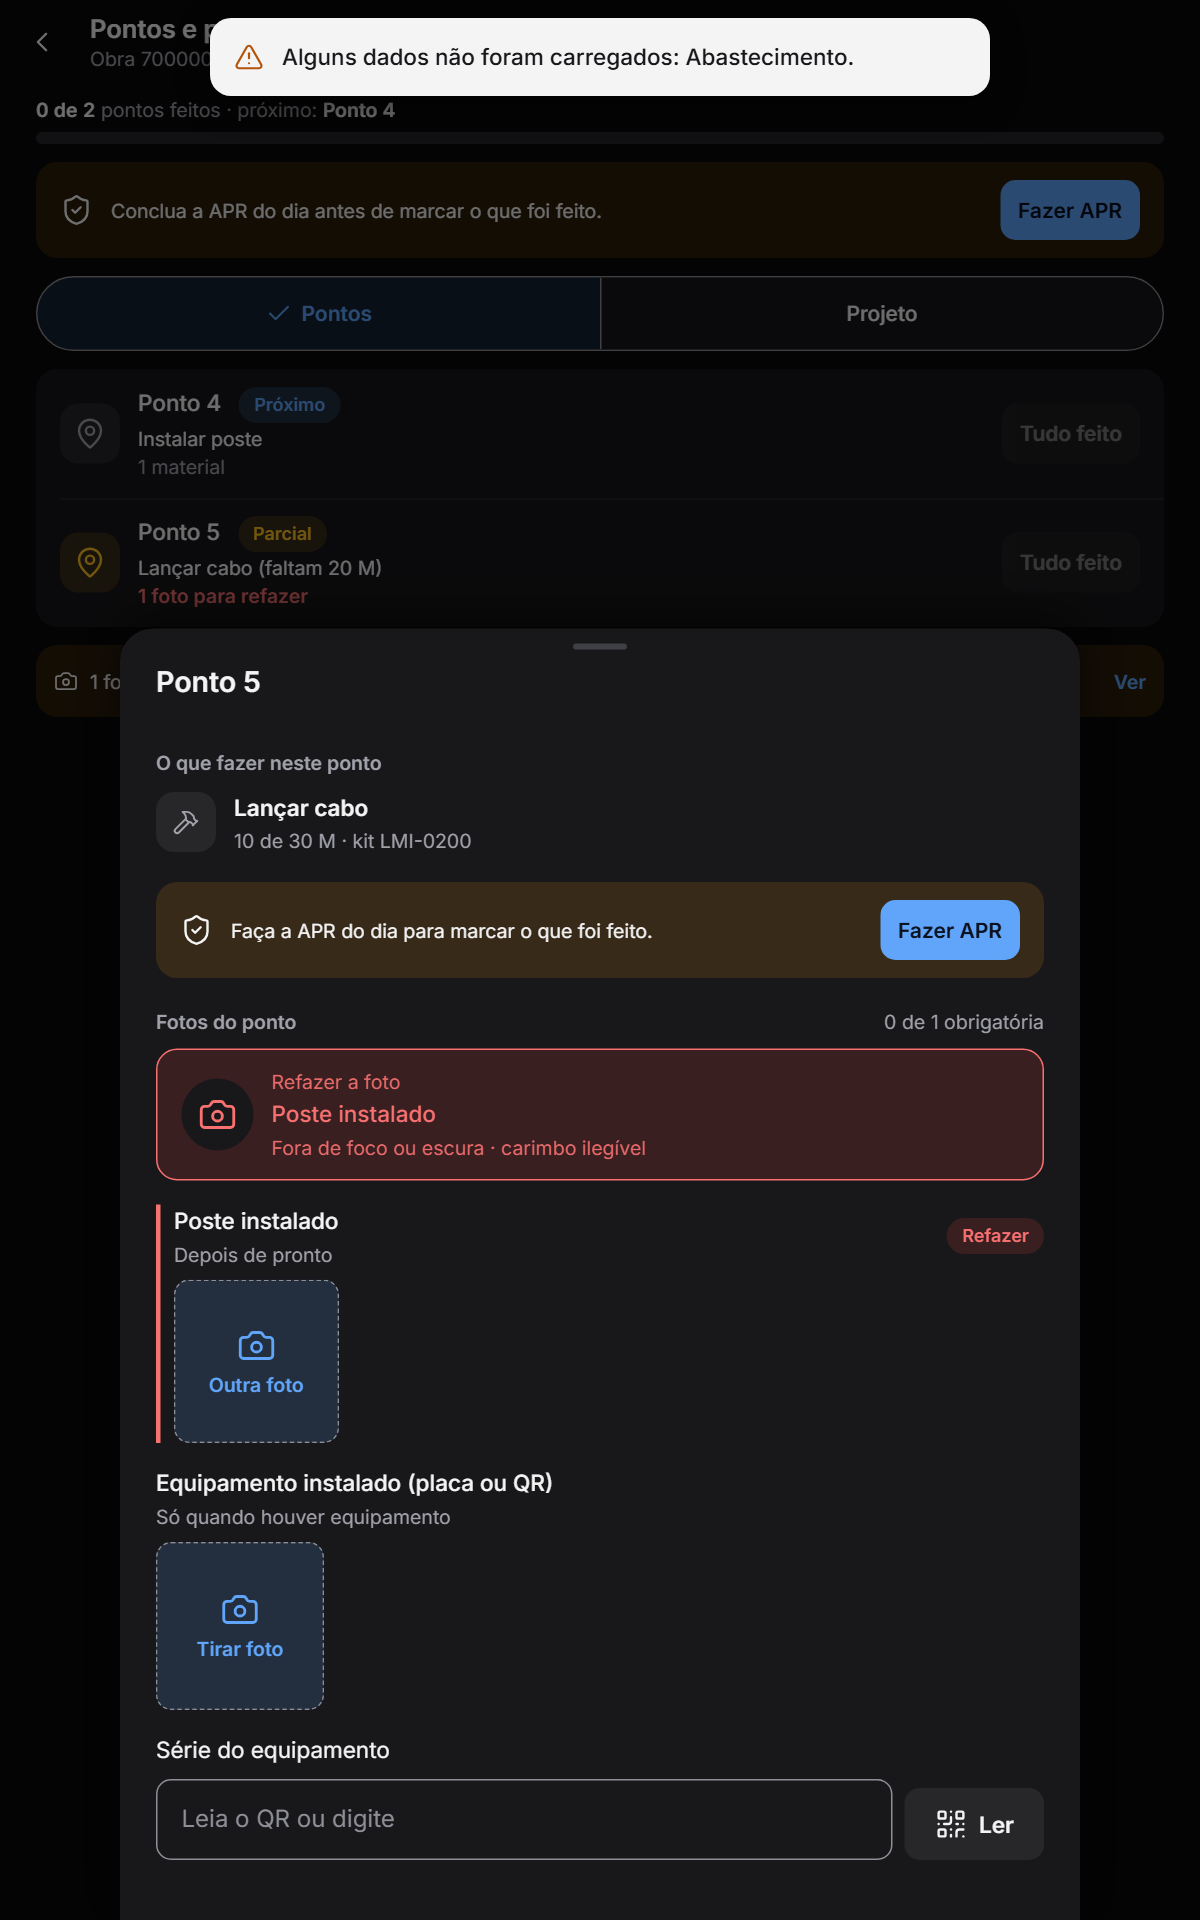 Pontos e
Obra 700000
Alguns dados não foram carregados: Abastecimento.
0 de 2 pontos feitos · próximo: Ponto 4
Conclua a APR do dia antes de marcar o que foi feito.
Fazer APR
Pontos
Projeto
Ponto 4
Próximo
Instalar poste
1 material
Tudo feito
Ponto 5
Parcial
Lançar cabo (faltam 20 M)
1 foto para refazer
Tudo feito
1 fo
Ver
Ponto 5
O que fazer neste ponto
Lançar cabo
10 de 30 M · kit LMI-0200
Faça a APR do dia para marcar o que foi feito.
Fazer APR
Fotos do ponto
0 de 1 obrigatória
Refazer a foto
Poste instalado
Fora de foco ou escura · carimbo ilegível
Poste instalado
Refazer
Depois de pronto
Outra foto
Equipamento instalado (placa ou QR)
Só quando houver equipamento
Tirar foto
Série do equipamento
Leia o QR ou digite
Ler